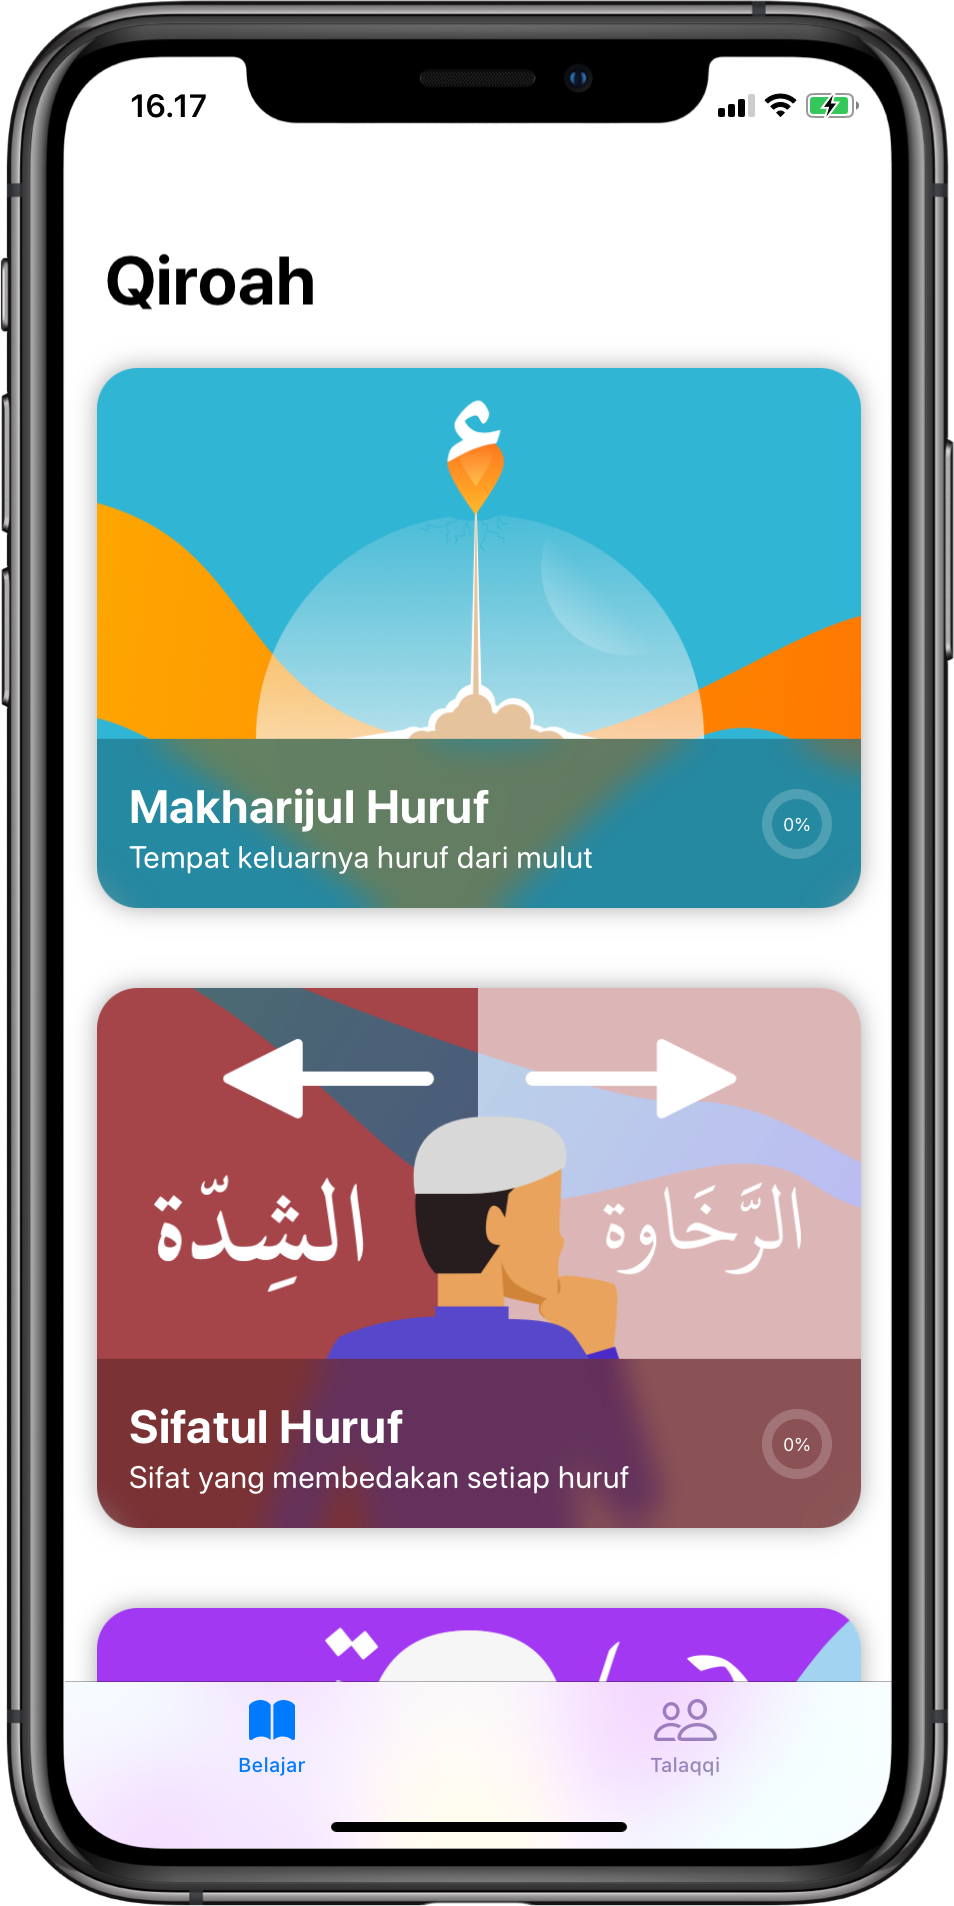 16.17
Qiroah
ع
Makharijul Huruf
Tempat keluarnya huruf dari mulut
0%
الشِدّة
الرَّخَاوة
Sifatul Huruf
Sifat yang membedakan setiap huruf
0%
Belajar
Talaqqi